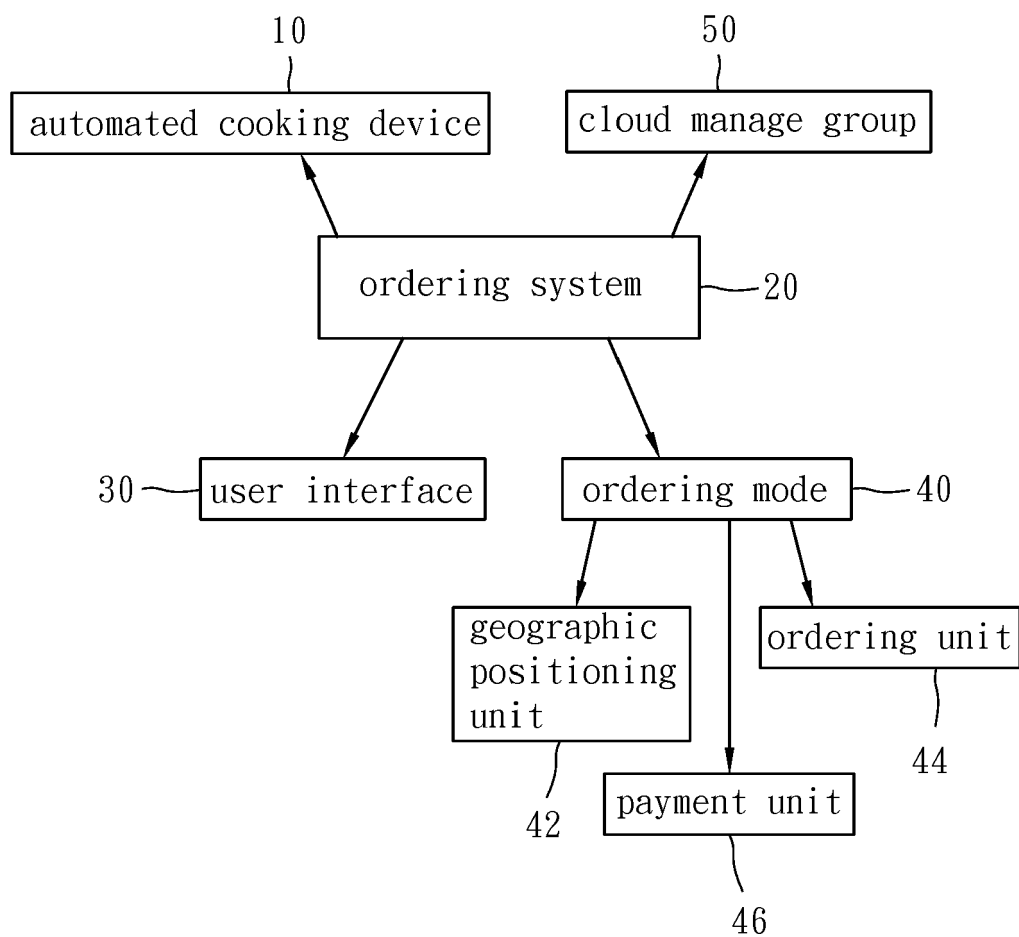 10
50
automated cooking device
cloud manage group
ordering system
20
30
user interface
ordering mode
40
geographic
positioning
unit
ordering unit
42
payment unit
44
46